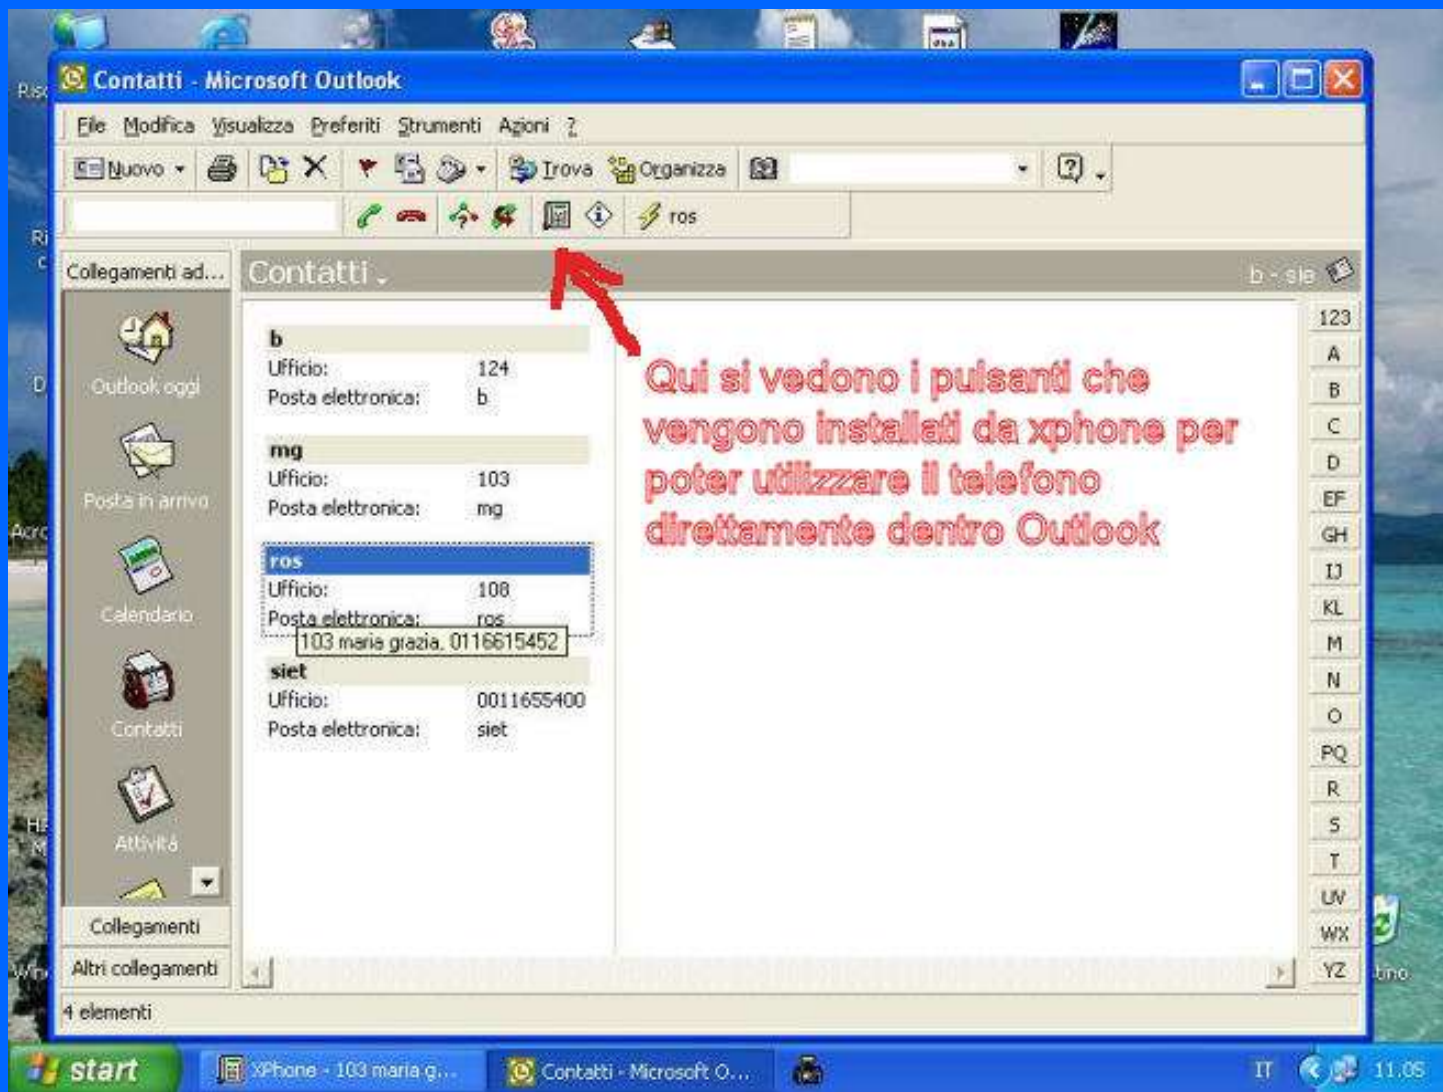 Contatti - Microsoft Outlook
File Modifica Visualizza Preferiti Strumenti Azioni ?
Nuovo Trova Organizza
ros
Collegamenti ad...
Contatti
b - sie
Outlook oggi
Posta in arrivo
Calendario
Contatti
Attività
Collegamenti
Altri collegamenti
b
Ufficio: 124
Posta elettronica: b
mg
Ufficio: 103
Posta elettronica: mg
ros
Ufficio: 108
Posta elettronica: ros
103 maria grazia, 0116615452
siet
Ufficio: 0011655400
Posta elettronica: siet
Qui si vedono i pulsanti che
vengono installati da xphone per
poter utilizzare il telefono
direttamente dentro Outlook
123
A
B
C
D
EF
GH
IJ
KL
M
N
O
PQ
R
S
T
UV
WX
YZ
4 elementi
start
XPhone - 103 maria g...
Contatti - Microsoft O...
IT
11.05